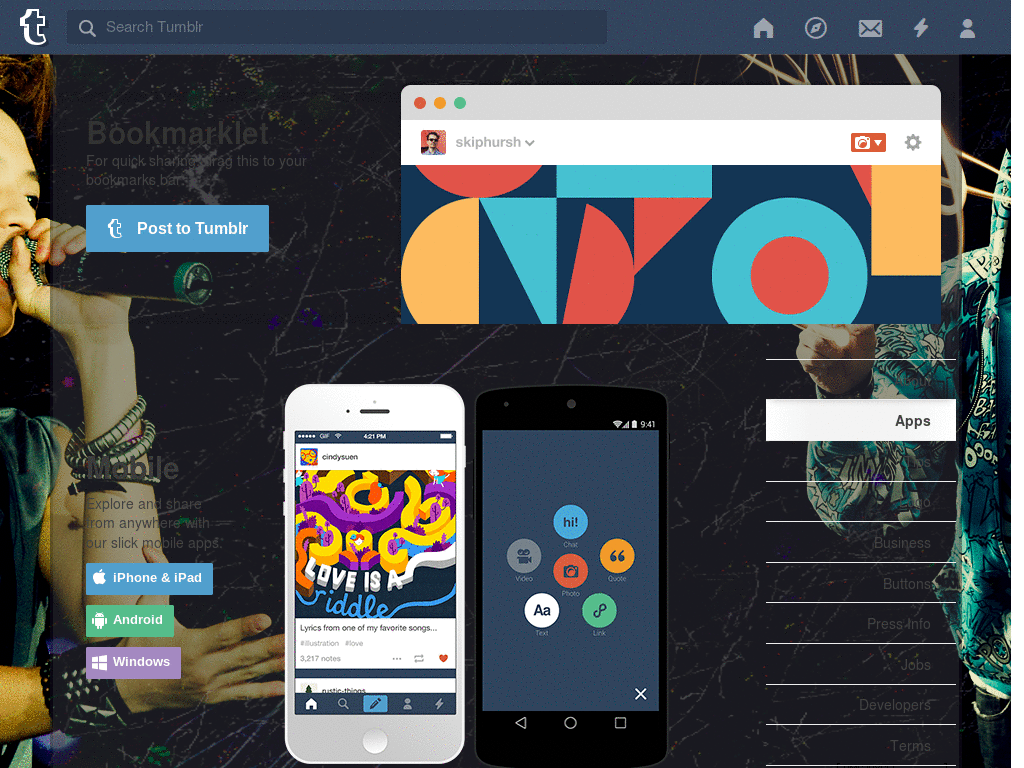 Search Tumblr
Bookmarklet
For quick sharing, drag this to your
bookmarks bar.
Post to Tumblr
skiphursh
Mobile
Explore and share
from anywhere with
our slick mobile apps.
iPhone & iPad
Android
Windows
GIF
4:21 PM
cindysuen
LOVE IS A
riddle
Lyrics from one of my favorite songs...
#illustration #love
3,217 notes
rustic-things
9:41
hi!
Chat
Video
Quote
Photo
Aa
Text
Link
About
Apps
Business
Buttons
Press Info
Jobs
Developers
Terms